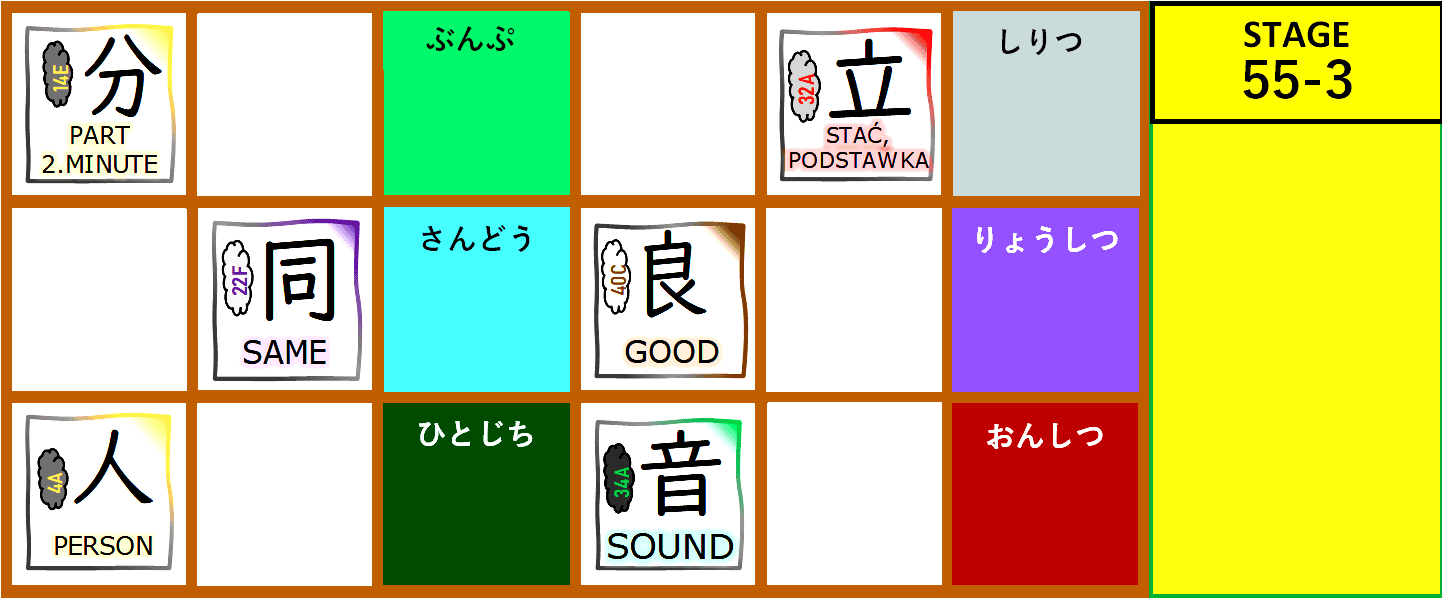 14E
分
PART
2.MINUTE
ぶんぷ
32A
立
STAĆ,
PODSTAWKA
しりつ
STAGE
55-3
22F
同
SAME
さんどう
40C
良
GOOD
りょうしつ
4A
人
PERSON
ひとじち
34A
音
SOUND
おんしつ